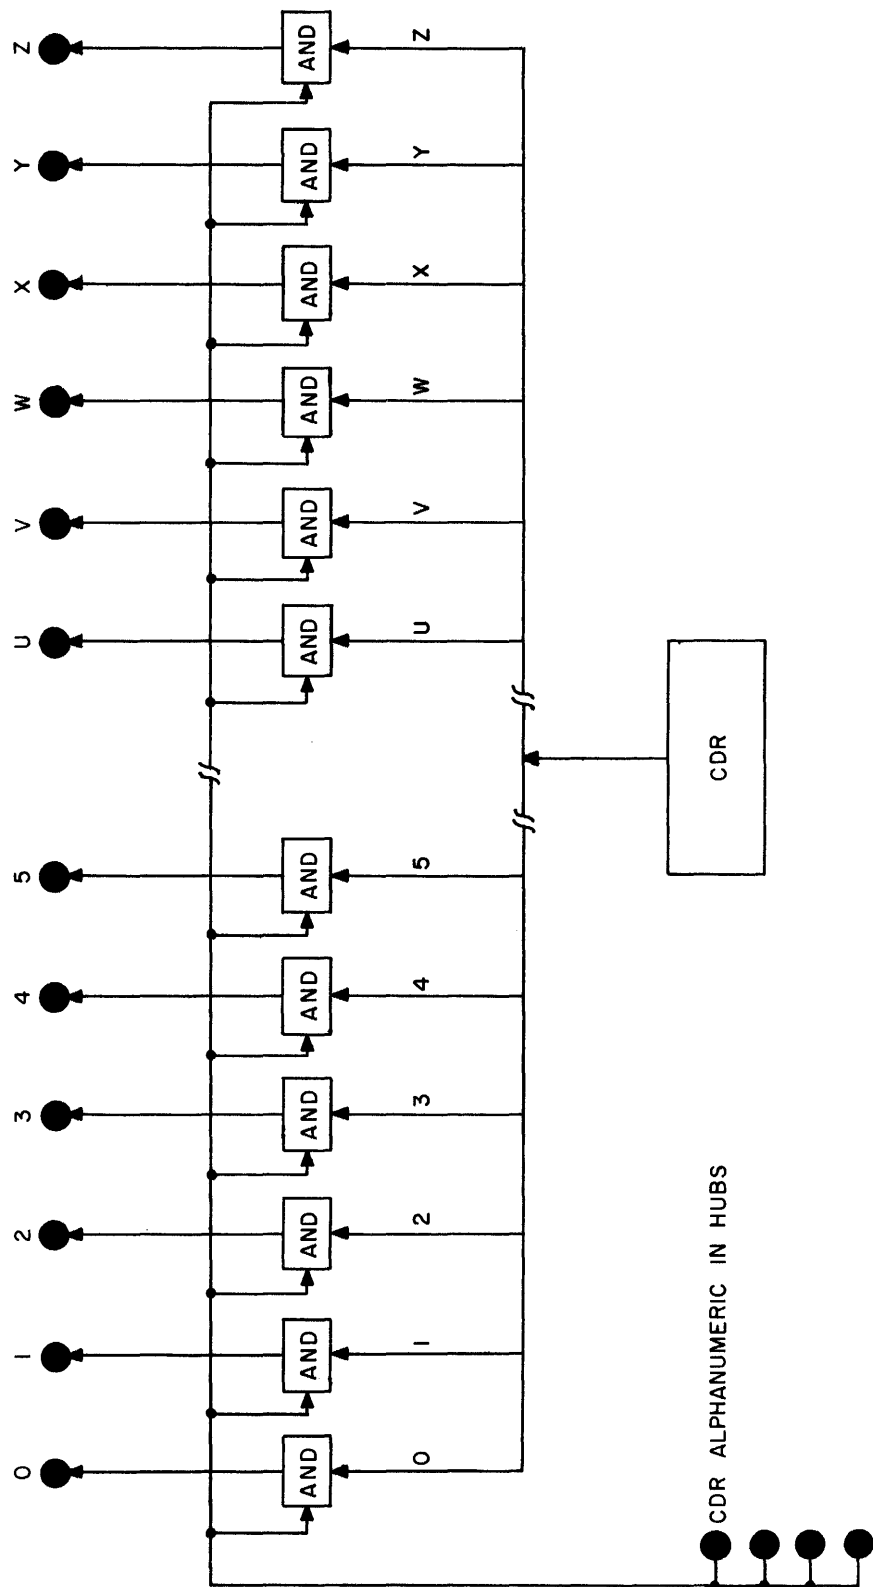 0 1 2 3 4 5 U V W X Y Z
AND AND AND AND AND AND AND AND AND AND AND AND
0 1 2 3 4 5 U V W X Y Z
CDR ALPHANUMERIC IN HUBS
CDR